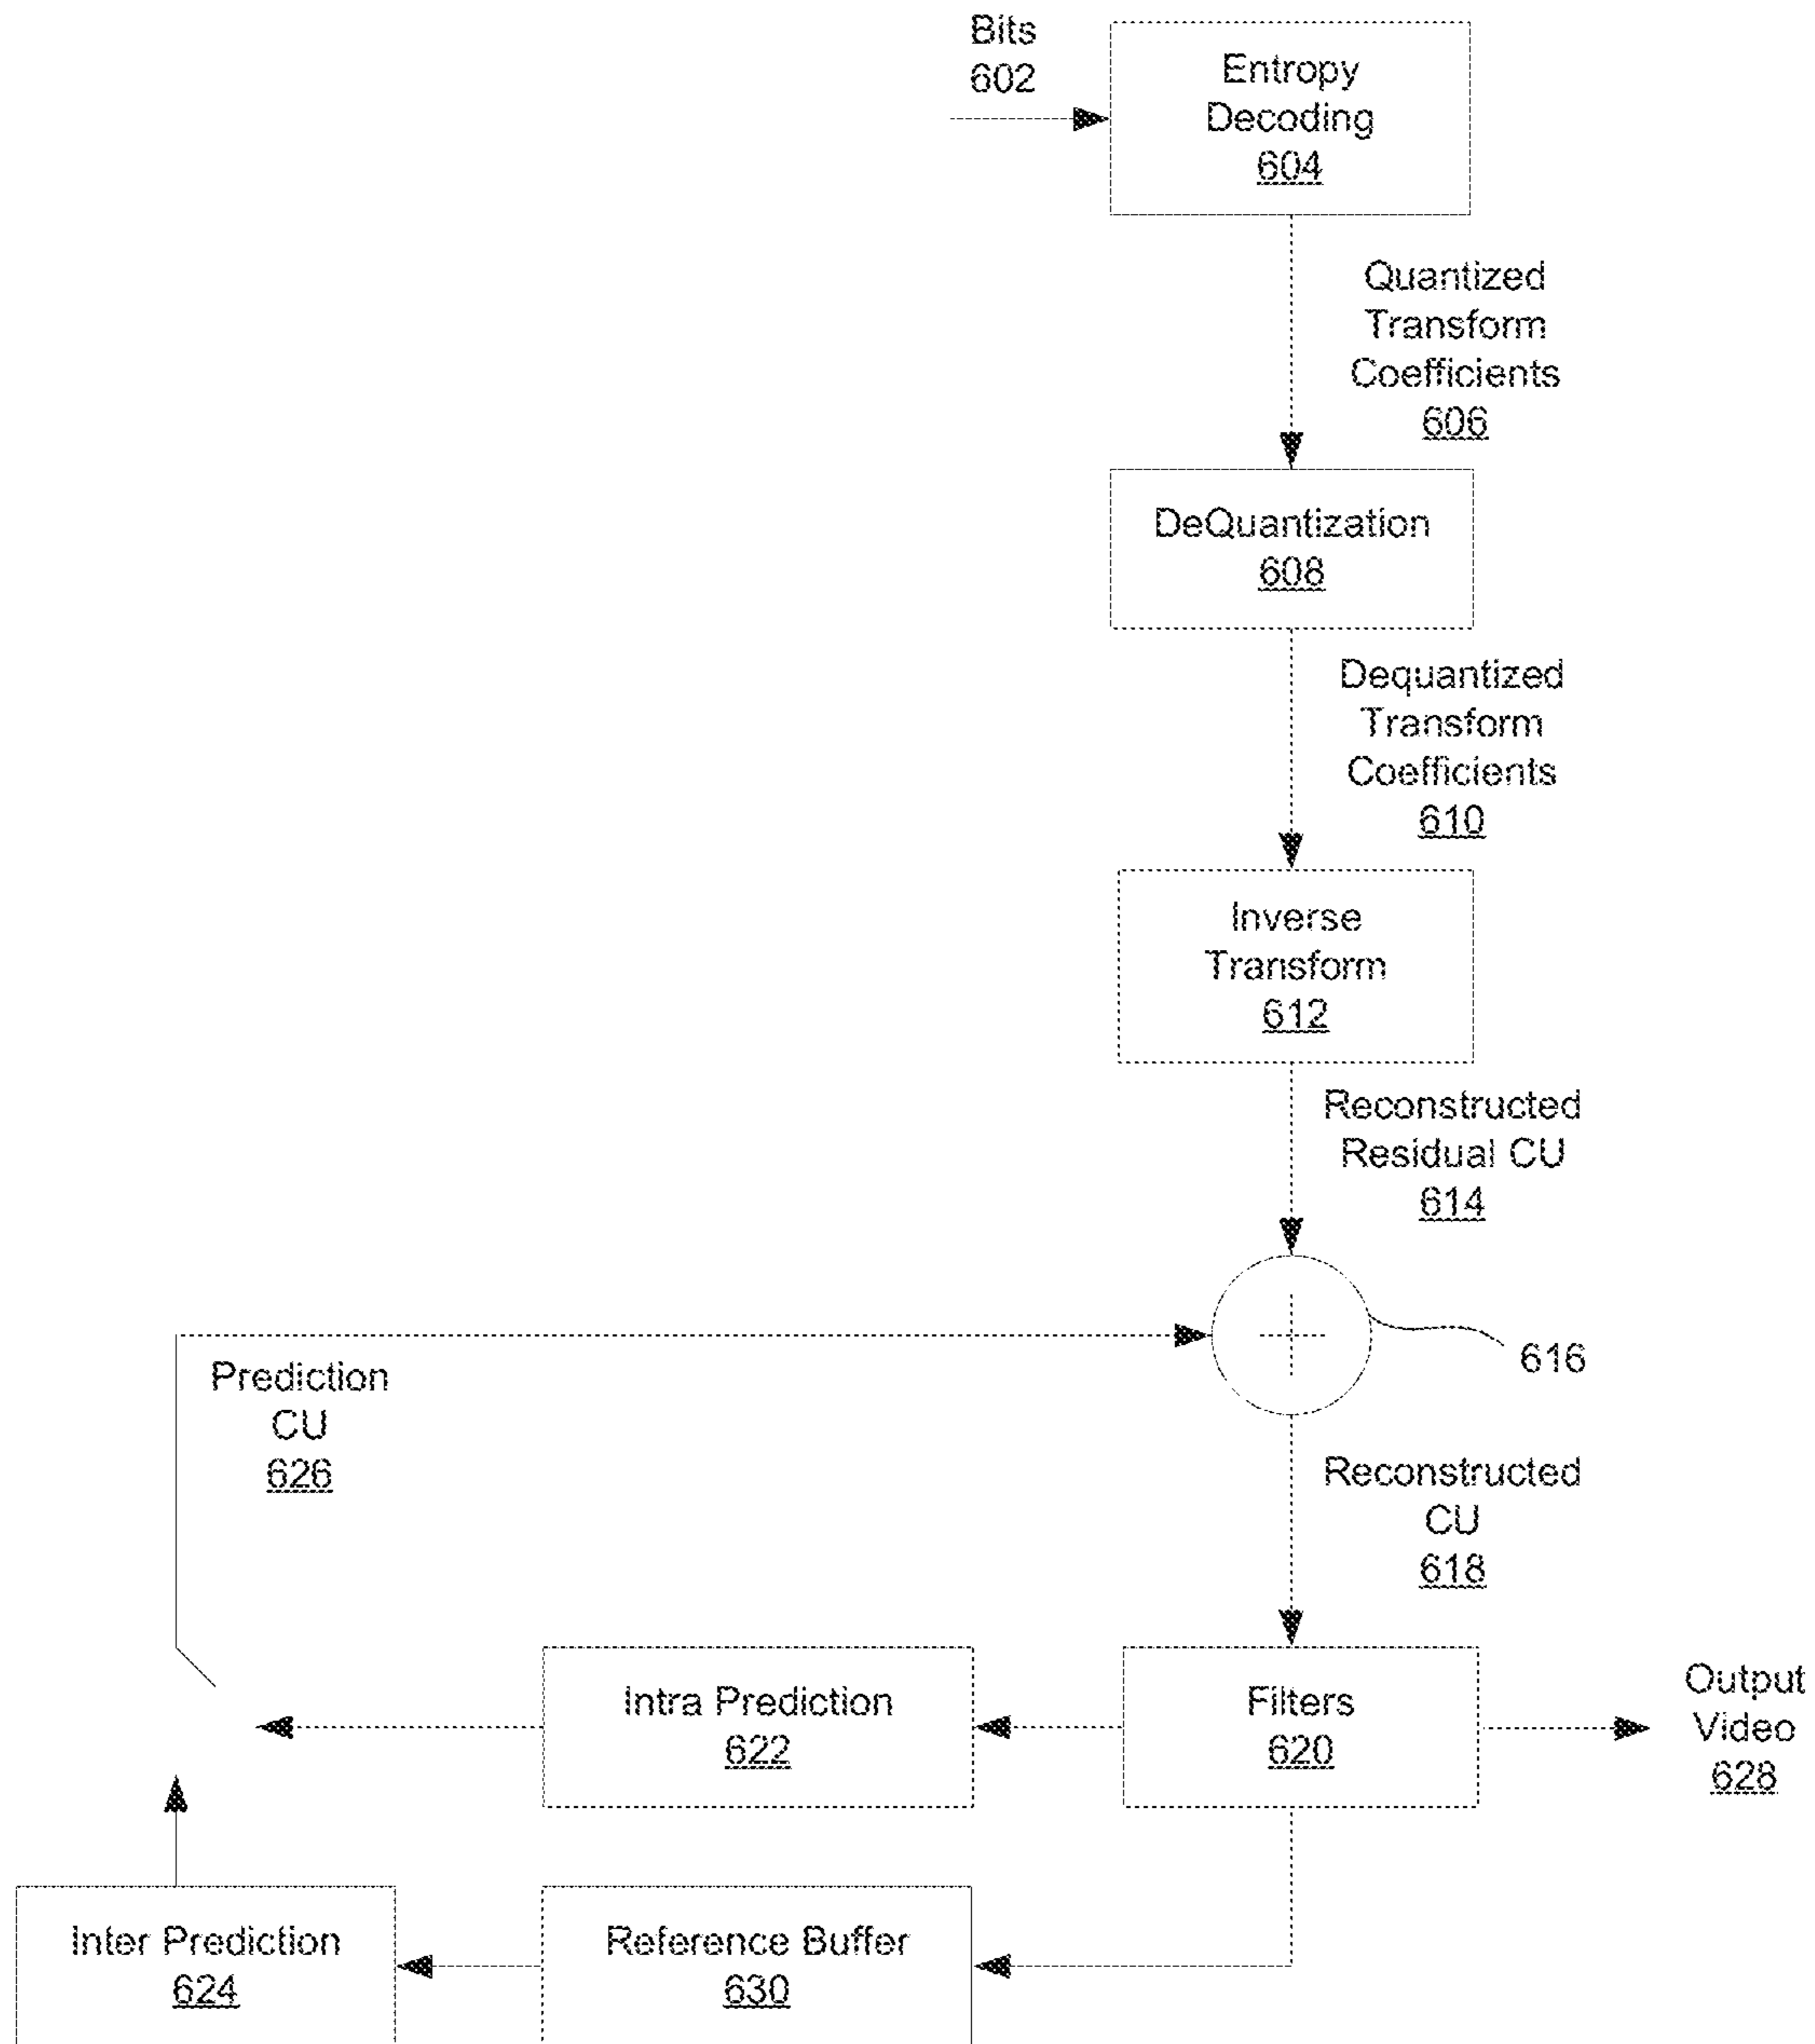 Bits
602
Entropy
Decoding
604
Quantized
Transform
Coefficients
606
DeQuantization
608
Dequantized
Transform
Coefficients
610
Inverse
Transform
612
Reconstructed
Residual CU
614
616
Prediction
CU
626
Reconstructed
CU
618
Intra Prediction
622
Filters
620
Output
Video
628
Inter Prediction
624
Reference Buffer
630